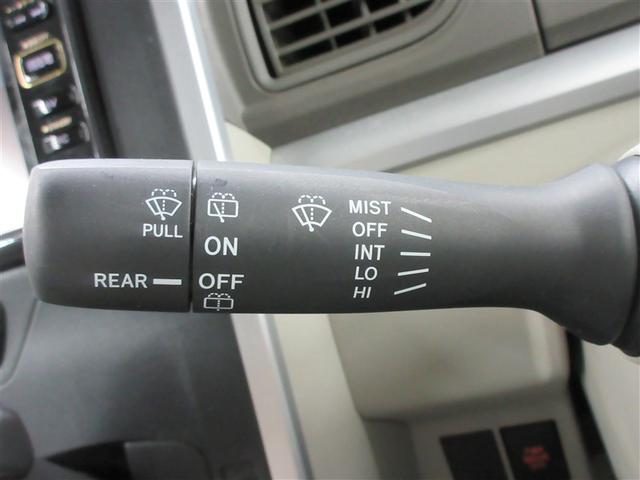 PULL
REAR
ON
OFF
MIST
OFF
INT
LO
HI